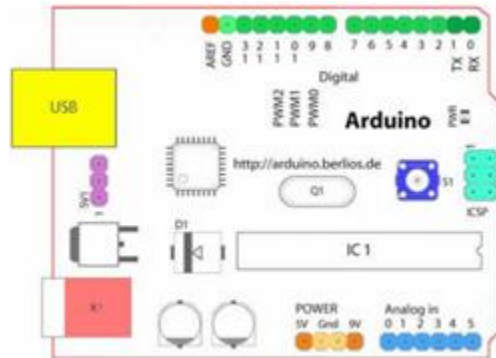 AREF
GND
13
12
11
10
9
8
7
6
5
4
3
2
1
0
TX
RX
Digital
USB
PWM2
PWM1
PWM0
Arduino
PWR
http://arduino.berlios.de
Q1
S1
1
ICSP
SV1
1
D1
IC1
X1
POWER
5V Gnd 9V
Analog in
0 1 2 3 4 5